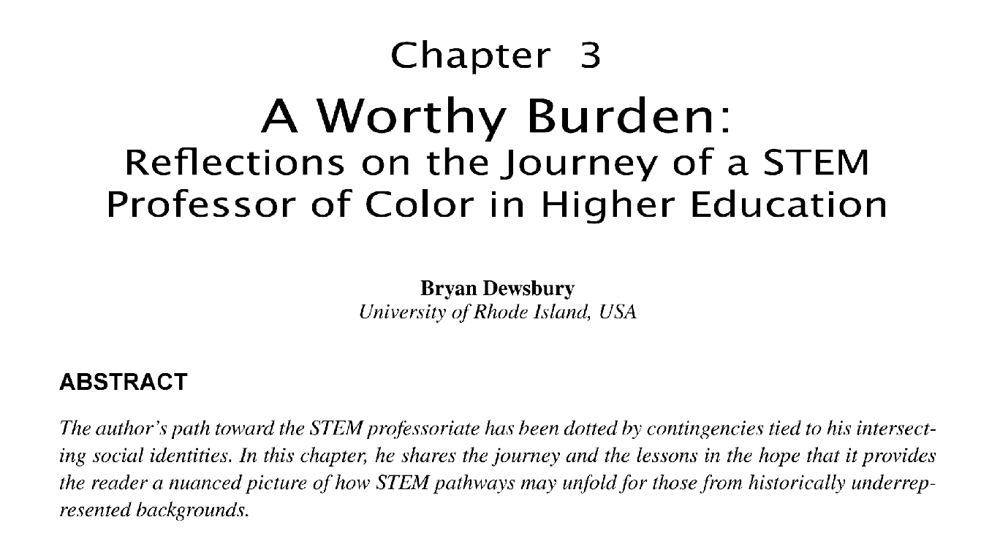 Chapter 3
A Worthy Burden:
Reflections on the Journey of a STEM
Professor of Color in Higher Education
Bryan Dewsbury
University of Rhode Island, USA
ABSTRACT
The author's path toward the STEM professoriate has been dotted by contingencies tied to his intersect-
ing social identities. In this chapter, he shares the journey and the lessons in the hope that it provides
the reader a nuanced picture of how STEM pathways may unfold for those from historically underrep-
resented backgrounds.